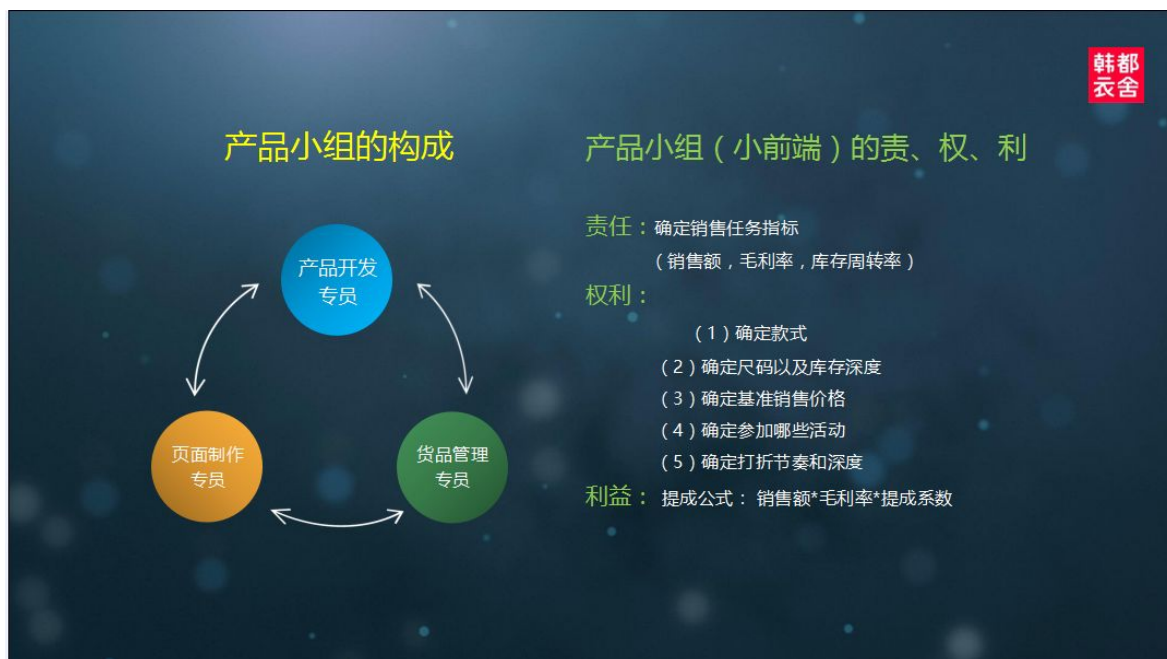 韩都
衣舍
产品小组的构成
产品开发
专员
页面制作
专员
货品管理
专员
产品小组（小前端）的责、权、利
责任：确定销售任务指标
（销售额，毛利率，库存周转率）
权利：
（1）确定款式
（2）确定尺码以及库存深度
（3）确定基准销售价格
（4）确定参加哪些活动
（5）确定打折节奏和深度
利益： 提成公式： 销售额*毛利率*提成系数